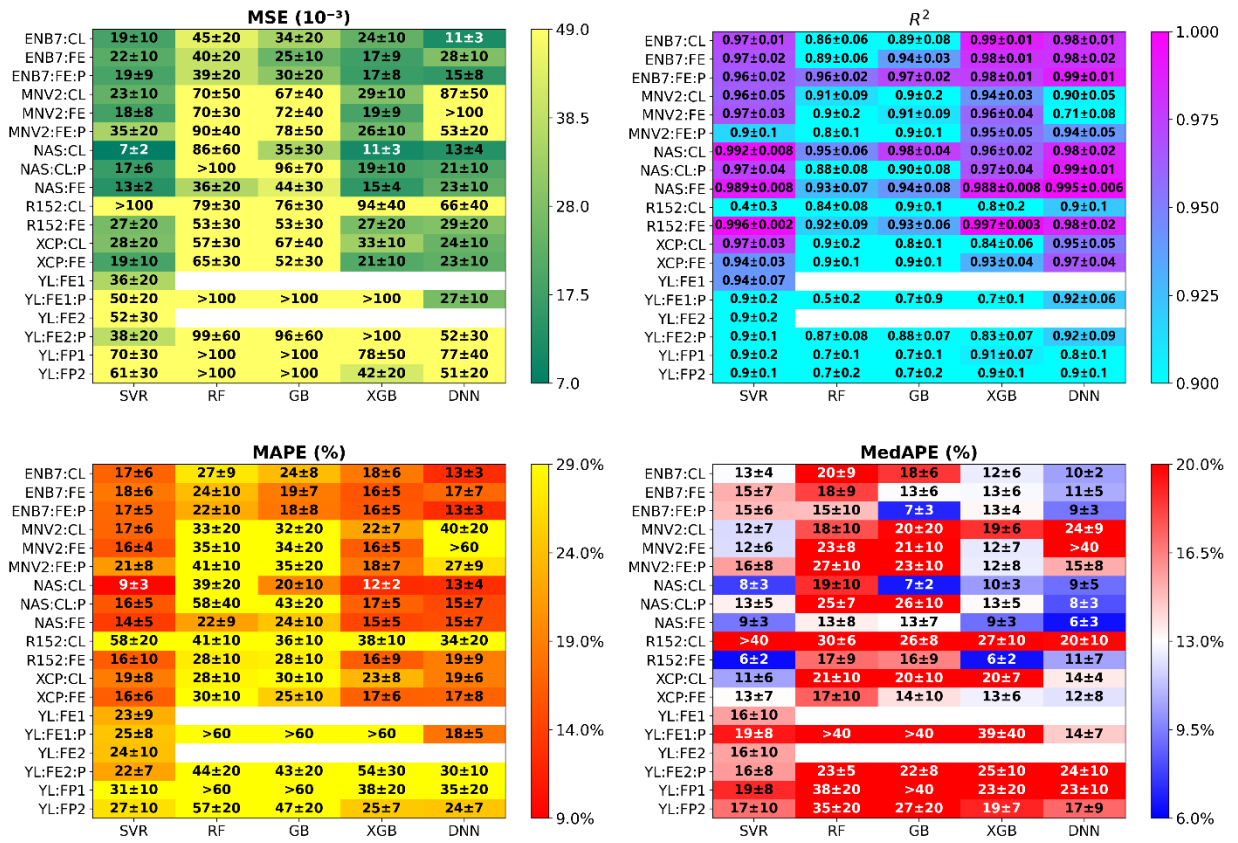 MSE (10⁻³)
ENB7:CL 19±10 45±20 34±20 24±10 11±3
ENB7:FE 22±10 40±20 25±10 17±9 28±10
ENB7:FE:P 19±9 39±20 30±20 17±8 15±8
MNV2:CL 23±10 70±50 67±40 29±10 87±50
MNV2:FE 18±8 70±30 72±40 19±9 >100
MNV2:FE:P 35±20 90±40 78±50 26±10 53±20
NAS:CL 7±2 86±60 35±30 11±3 13±4
NAS:CL:P 17±6 >100 96±70 19±10 21±10
NAS:FE 13±2 36±20 44±30 15±4 23±10
R152:CL >100 79±30 76±30 94±40 66±40
R152:FE 27±20 53±30 53±30 27±20 29±20
XCP:CL 28±20 57±30 67±40 33±10 24±10
XCP:FE 19±10 65±30 52±30 21±10 23±10
YL:FE1 36±20
YL:FE1:P 50±20 >100 >100 >100 27±10
YL:FE2 52±30
YL:FE2:P 38±20 99±60 96±60 >100 52±30
YL:FP1 70±30 >100 >100 78±50 77±40
YL:FP2 61±30 >100 >100 42±20 51±20
SVR RF GB XGB DNN
49.0
38.5
28.0
17.5
7.0
R²
ENB7:CL 0.97±0.01 0.86±0.06 0.89±0.08 0.99±0.01 0.98±0.01
ENB7:FE 0.97±0.02 0.89±0.06 0.94±0.03 0.98±0.01 0.98±0.02
ENB7:FE:P 0.96±0.02 0.96±0.02 0.97±0.02 0.98±0.01 0.99±0.01
MNV2:CL 0.96±0.05 0.91±0.09 0.9±0.2 0.94±0.03 0.90±0.05
MNV2:FE 0.97±0.03 0.9±0.2 0.91±0.09 0.96±0.04 0.71±0.08
MNV2:FE:P 0.9±0.1 0.8±0.1 0.9±0.1 0.95±0.05 0.94±0.05
NAS:CL 0.992±0.008 0.95±0.06 0.98±0.04 0.96±0.02 0.98±0.02
NAS:CL:P 0.97±0.04 0.88±0.08 0.90±0.08 0.97±0.04 0.99±0.01
NAS:FE 0.989±0.008 0.93±0.07 0.94±0.08 0.988±0.008 0.995±0.006
R152:CL 0.4±0.3 0.84±0.08 0.9±0.1 0.8±0.2 0.9±0.1
R152:FE 0.996±0.002 0.92±0.09 0.93±0.06 0.997±0.003 0.98±0.02
XCP:CL 0.97±0.03 0.9±0.2 0.8±0.1 0.84±0.06 0.95±0.05
XCP:FE 0.94±0.03 0.9±0.1 0.9±0.1 0.93±0.04 0.97±0.04
YL:FE1 0.94±0.07
YL:FE1:P 0.9±0.2 0.5±0.2 0.7±0.9 0.7±0.1 0.92±0.06
YL:FE2 0.9±0.2
YL:FE2:P 0.9±0.1 0.87±0.08 0.88±0.07 0.83±0.07 0.92±0.09
YL:FP1 0.9±0.2 0.7±0.1 0.7±0.1 0.91±0.07 0.8±0.1
YL:FP2 0.9±0.1 0.7±0.2 0.7±0.2 0.9±0.1 0.9±0.1
SVR RF GB XGB DNN
1.000
0.975
0.950
0.925
0.900
MAPE (%)
ENB7:CL 17±6 27±9 24±8 18±6 13±3
ENB7:FE 18±6 24±10 19±7 16±5 17±7
ENB7:FE:P 17±5 22±10 18±8 16±5 13±3
MNV2:CL 17±6 33±20 32±20 22±7 40±20
MNV2:FE 16±4 35±10 34±20 16±5 >60
MNV2:FE:P 21±8 41±10 35±20 18±7 27±9
NAS:CL 9±3 39±20 20±10 12±2 13±4
NAS:CL:P 16±5 58±40 43±20 17±5 15±7
NAS:FE 14±5 22±9 24±10 15±5 15±7
R152:CL 58±20 41±10 36±10 38±10 34±20
R152:FE 16±10 28±10 28±10 16±9 19±9
XCP:CL 19±8 28±10 30±10 23±8 19±6
XCP:FE 16±6 30±10 25±10 17±6 17±8
YL:FE1 23±9
YL:FE1:P 25±8 >60 >60 >60 18±5
YL:FE2 24±10
YL:FE2:P 22±7 44±20 43±20 54±30 30±10
YL:FP1 31±10 >60 >60 38±20 35±20
YL:FP2 27±10 57±20 47±20 25±7 24±7
SVR RF GB XGB DNN
29.0%
24.0%
19.0%
14.0%
9.0%
MedAPE (%)
ENB7:CL 13±4 20±9 18±6 12±6 10±2
ENB7:FE 15±7 18±9 13±6 13±6 11±5
ENB7:FE:P 15±6 15±10 7±3 13±4 9±3
MNV2:CL 12±7 18±10 20±20 19±6 24±9
MNV2:FE 12±6 23±8 21±10 12±7 >40
MNV2:FE:P 16±8 27±10 23±10 12±8 15±8
NAS:CL 8±3 19±10 7±2 10±3 9±5
NAS:CL:P 13±5 25±7 26±10 13±5 8±3
NAS:FE 9±3 13±8 13±7 9±3 6±3
R152:CL >40 30±6 26±8 27±10 20±10
R152:FE 6±2 17±9 16±9 6±2 11±7
XCP:CL 11±6 21±10 20±10 20±7 14±4
XCP:FE 13±7 17±10 14±10 13±6 12±8
YL:FE1 16±10
YL:FE1:P 19±8 >40 >40 39±40 14±7
YL:FE2 16±10
YL:FE2:P 16±8 23±5 22±8 25±10 24±10
YL:FP1 19±8 38±20 >40 23±20 23±10
YL:FP2 17±10 35±20 27±20 19±7 17±9
SVR RF GB XGB DNN
20.0%
16.5%
13.0%
9.5%
6.0%